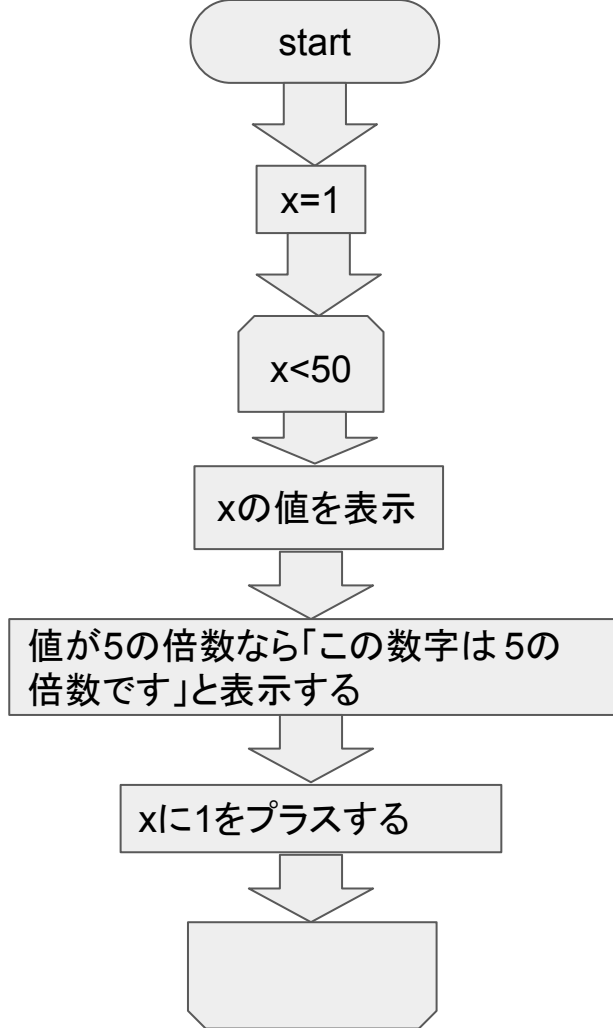 start
x=1
x<50
xの値を表示
値が5の倍数なら「この数字は5の
倍数です」と表示する
xに1をプラスする